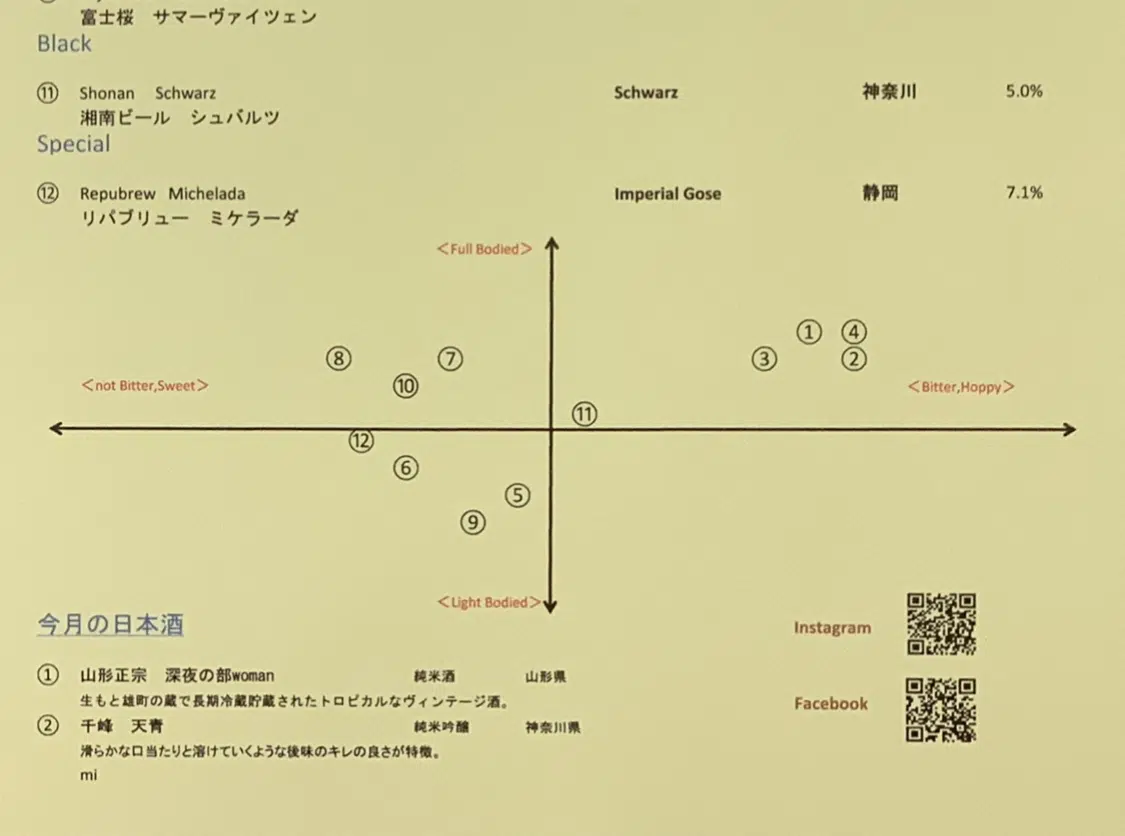 富士桜　サマーヴァイツェン
Black
⑪ Shonan Schwarz Schwarz 神奈川 5.0%
湘南ビール　シュバルツ
Special
⑫ Repubrew Michelada Imperial Gose 静岡 7.1%
リパブリュー　ミケラーダ
＜Full Bodied＞
① ④
⑧ ⑦ ③ ②
＜not Bitter,Sweet＞ ⑩ ＜Bitter,Hoppy＞
⑪
⑫
⑥
⑤
⑨
＜Light Bodied＞
今月の日本酒
Instagram
① 山形正宗　深夜の部woman 純米酒 山形県
生もと雄町の蔵で長期冷蔵貯蔵されたトロピカルなヴィンテージ酒。
Facebook
② 千峰　天青 純米吟醸 神奈川県
滑らかな口当たりと溶けていくような後味のキレの良さが特徴。
mi